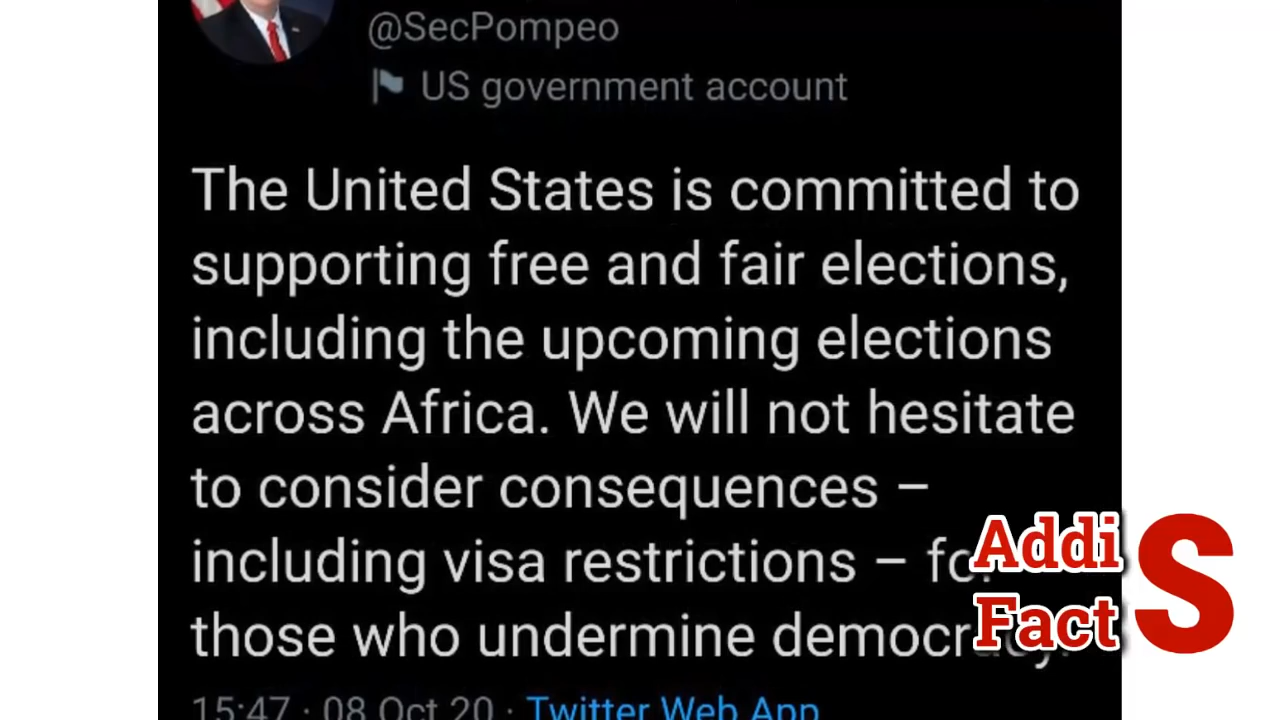 @SecPompeo
US government account
The United States is committed to
supporting free and fair elections,
including the upcoming elections
across Africa. We will not hesitate
to consider consequences –
including visa restrictions – for
those who undermine democracy.
15:47 · 08 Oct 20 · Twitter Web App
Addi
Fact
S